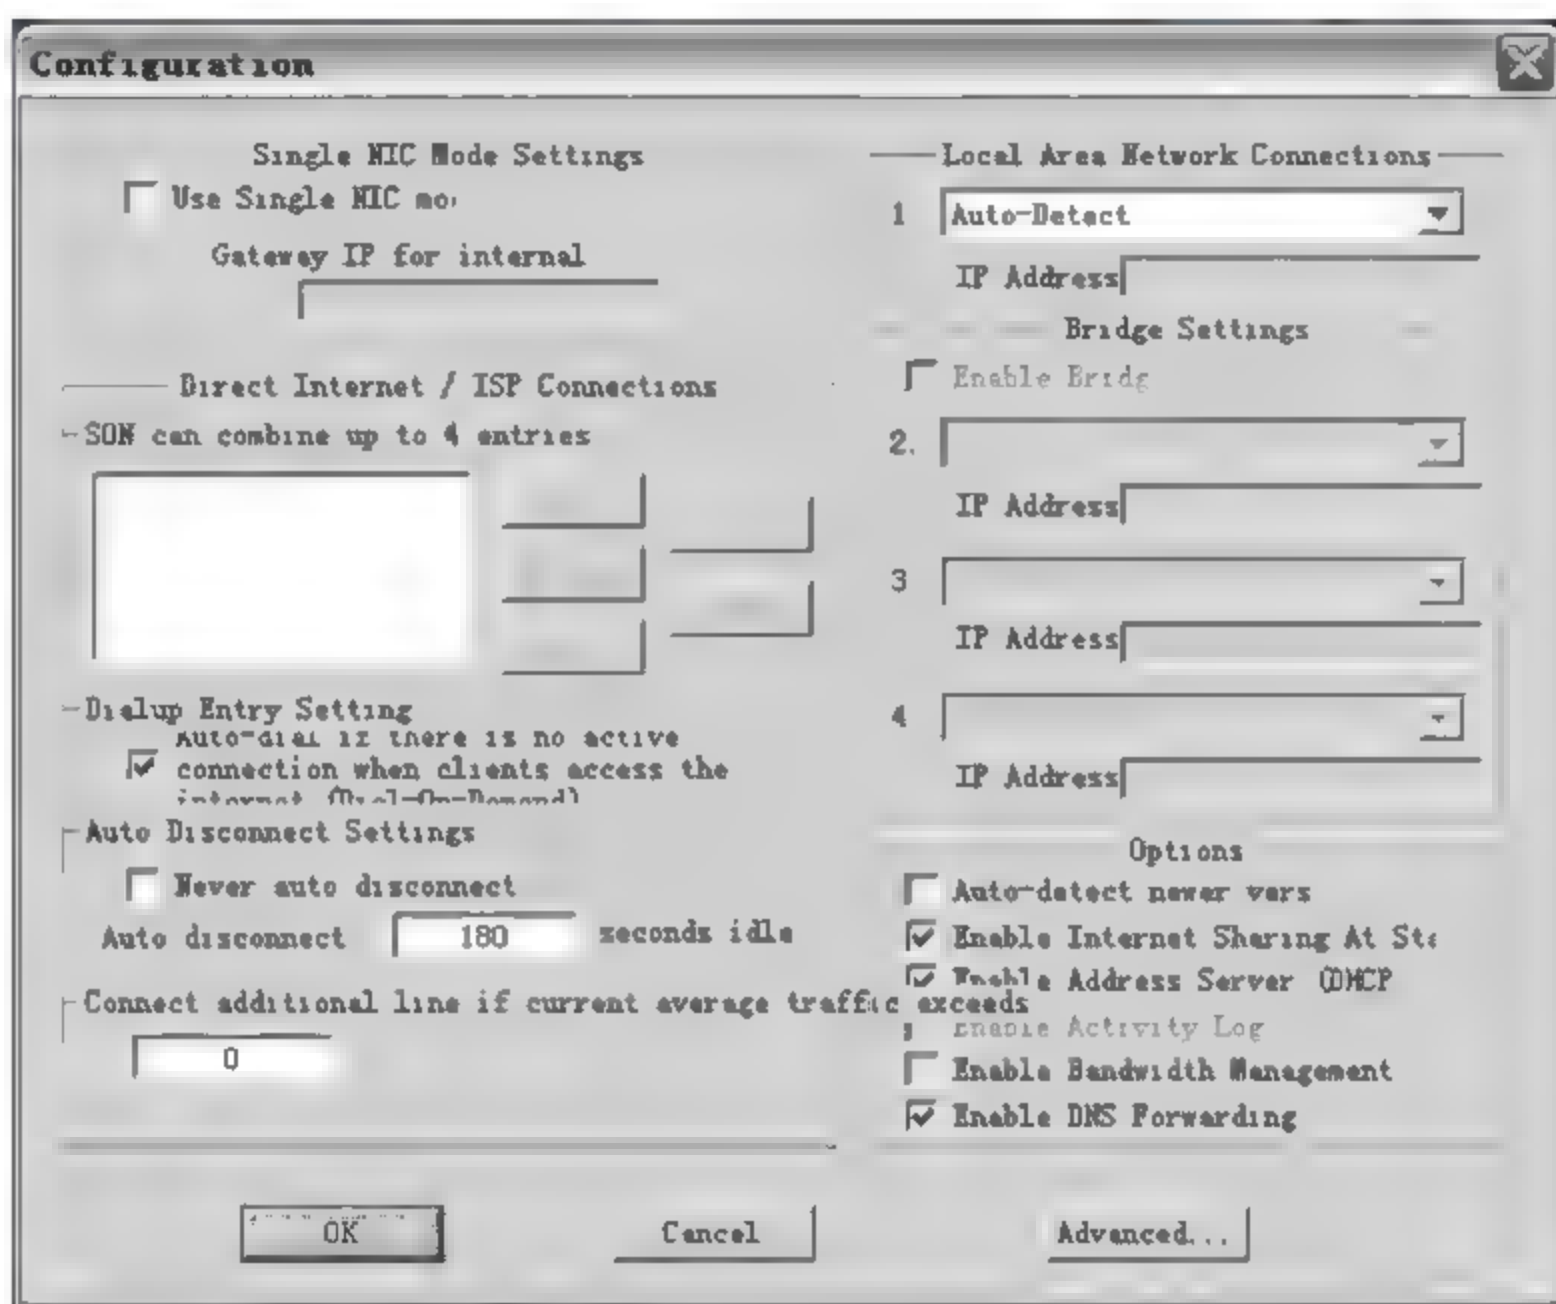 Configuration
Single NIC Mode Settings
Use Single NIC mo
Gateway IP for internal
Direct Internet / ISP Connections
SON can combine up to 4 entries
Dialup Entry Setting
Auto-dial if there is no active
connection when clients access the
internet (Dial-On-Demand)
Auto Disconnect Settings
Never auto disconnect
Auto disconnect 180 seconds idle
Connect additional line if current average traffic exceeds
0
Local Area Network Connections
1 Auto-Detect
IP Address
Bridge Settings
Enable Bridg
2.
IP Address
3
IP Address
4
IP Address
Options
Auto-detect newer vers
Enable Internet Sharing At Sta
Enable Address Server (DHCP
Enable Activity Log
Enable Bandwidth Management
Enable DNS Forwarding
OK
Cancel
Advanced...